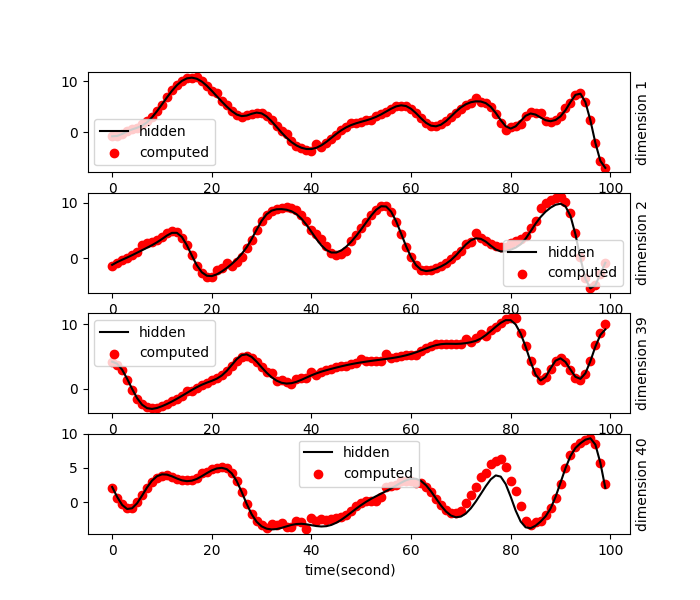 10
0
hidden
computed
0 20 40 60 80 100
dimension 1
10
0
hidden
computed
0 20 40 60 80 100
dimension 2
10
0
hidden
computed
0 20 40 60 80 100
dimension 39
10
5
0
hidden
computed
0 20 40 60 80 100
dimension 40
time(second)